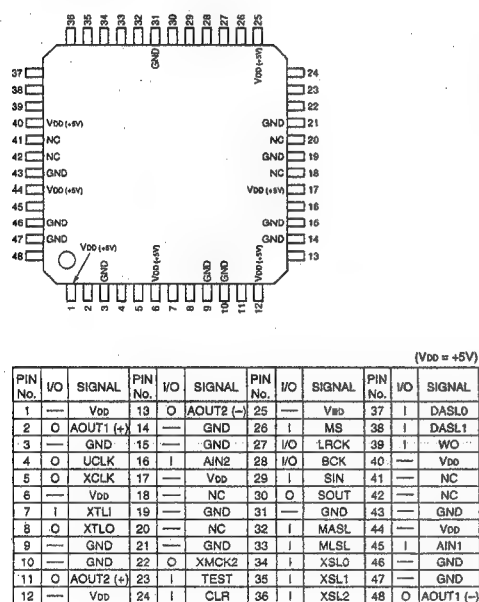 36 35 34 33 32 31 30 29 28 27 26 25
GND
VDD (+5V)
37
38
39
40 VDD (+5V)
41 NC
42 NC
43 GND
44 VDD (+5V)
45
46 GND
47 GND
48
24
23
22
GND 21
NC 20
GND 19
NC 18
VDD (+5V) 17
16
GND 15
GND 14
13
VDD (+5V)
GND
VDD (+5V)
GND
GND
VDD (+5V)
1 2 3 4 5 6 7 8 9 10 11 12
(VDD = +5V)
PIN No. I/O SIGNAL PIN No. I/O SIGNAL PIN No. I/O SIGNAL PIN No. I/O SIGNAL
1 — VDD 13 O AOUT2 (–) 25 — VDD 37 I DASL0
2 O AOUT1 (+) 14 — GND 26 I MS 38 I DASL1
3 — GND 15 — GND 27 I/O LRCK 39 I WO
4 O UCLK 16 I AIN2 28 I/O BCK 40 — VDD
5 O XCLK 17 — VDD 29 I SIN 41 — NC
6 — VDD 18 — NC 30 O SOUT 42 — NC
7 I XTLI 19 — GND 31 — GND 43 — GND
8 O XTLO 20 — NC 32 I MASL 44 — VDD
9 — GND 21 — GND 33 I MLSL 45 I AIN1
10 — GND 22 O XMCK2 34 I XSL0 46 — GND
11 O AOUT2 (+) 23 I TEST 35 I XSL1 47 — GND
12 — VDD 24 I CLR 36 I XSL2 48 O AOUT1 (–)